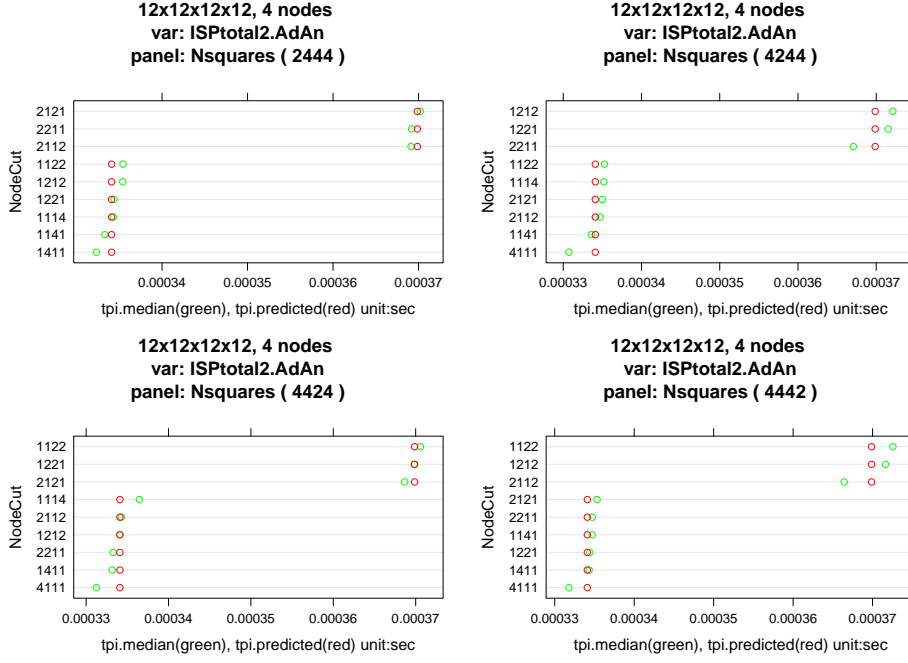 12x12x12x12, 4 nodes
var: ISPtotal2.AdAn
panel: Nsquares ( 2444 )
NodeCut
2121
2211
2112
1122
1212
1221
1114
1141
1411
0.00034 0.00035 0.00036 0.00037
tpi.median(green), tpi.predicted(red) unit:sec
12x12x12x12, 4 nodes
var: ISPtotal2.AdAn
panel: Nsquares ( 4244 )
NodeCut
1212
1221
2211
1122
1114
2121
2112
1141
4111
0.00033 0.00034 0.00035 0.00036 0.00037
tpi.median(green), tpi.predicted(red) unit:sec
12x12x12x12, 4 nodes
var: ISPtotal2.AdAn
panel: Nsquares ( 4424 )
NodeCut
1122
1221
2121
1114
2112
1212
2211
1411
4111
0.00033 0.00034 0.00035 0.00036 0.00037
tpi.median(green), tpi.predicted(red) unit:sec
12x12x12x12, 4 nodes
var: ISPtotal2.AdAn
panel: Nsquares ( 4442 )
NodeCut
1122
1212
2112
2121
2211
1141
1221
1411
4111
0.00033 0.00034 0.00035 0.00036 0.00037
tpi.median(green), tpi.predicted(red) unit:sec